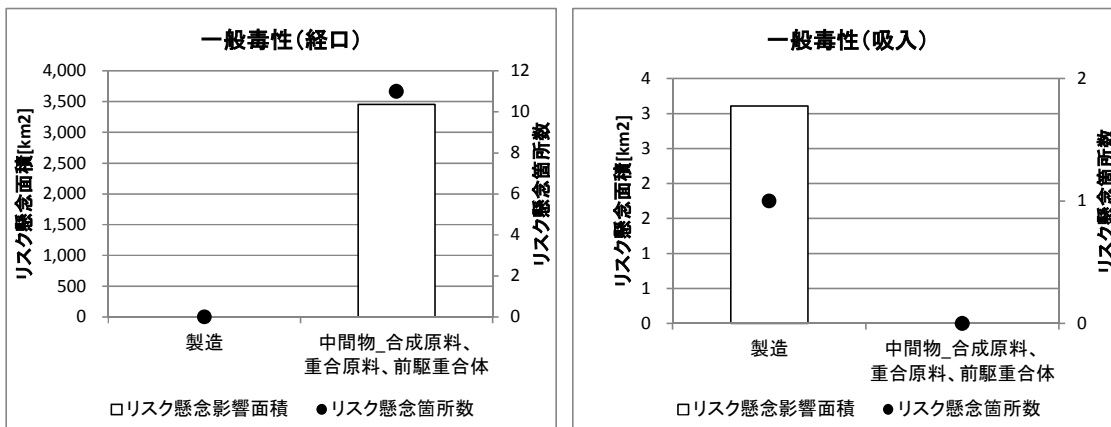 一般毒性(経口)
4,000
3,500
3,000
2,500
2,000
1,500
1,000
500
0
リスク懸念面積[km2]
12
10
8
6
4
2
0
リスク懸念箇所数
製造
中間物_合成原料、
重合原料、前駆重合体
□リスク懸念影響面積 ●リスク懸念箇所数
一般毒性(吸入)
4
3
3
2
2
1
1
0
リスク懸念面積[km2]
2
1
0
リスク懸念箇所数
製造
中間物_合成原料、
重合原料、前駆重合体
□リスク懸念影響面積 ●リスク懸念箇所数